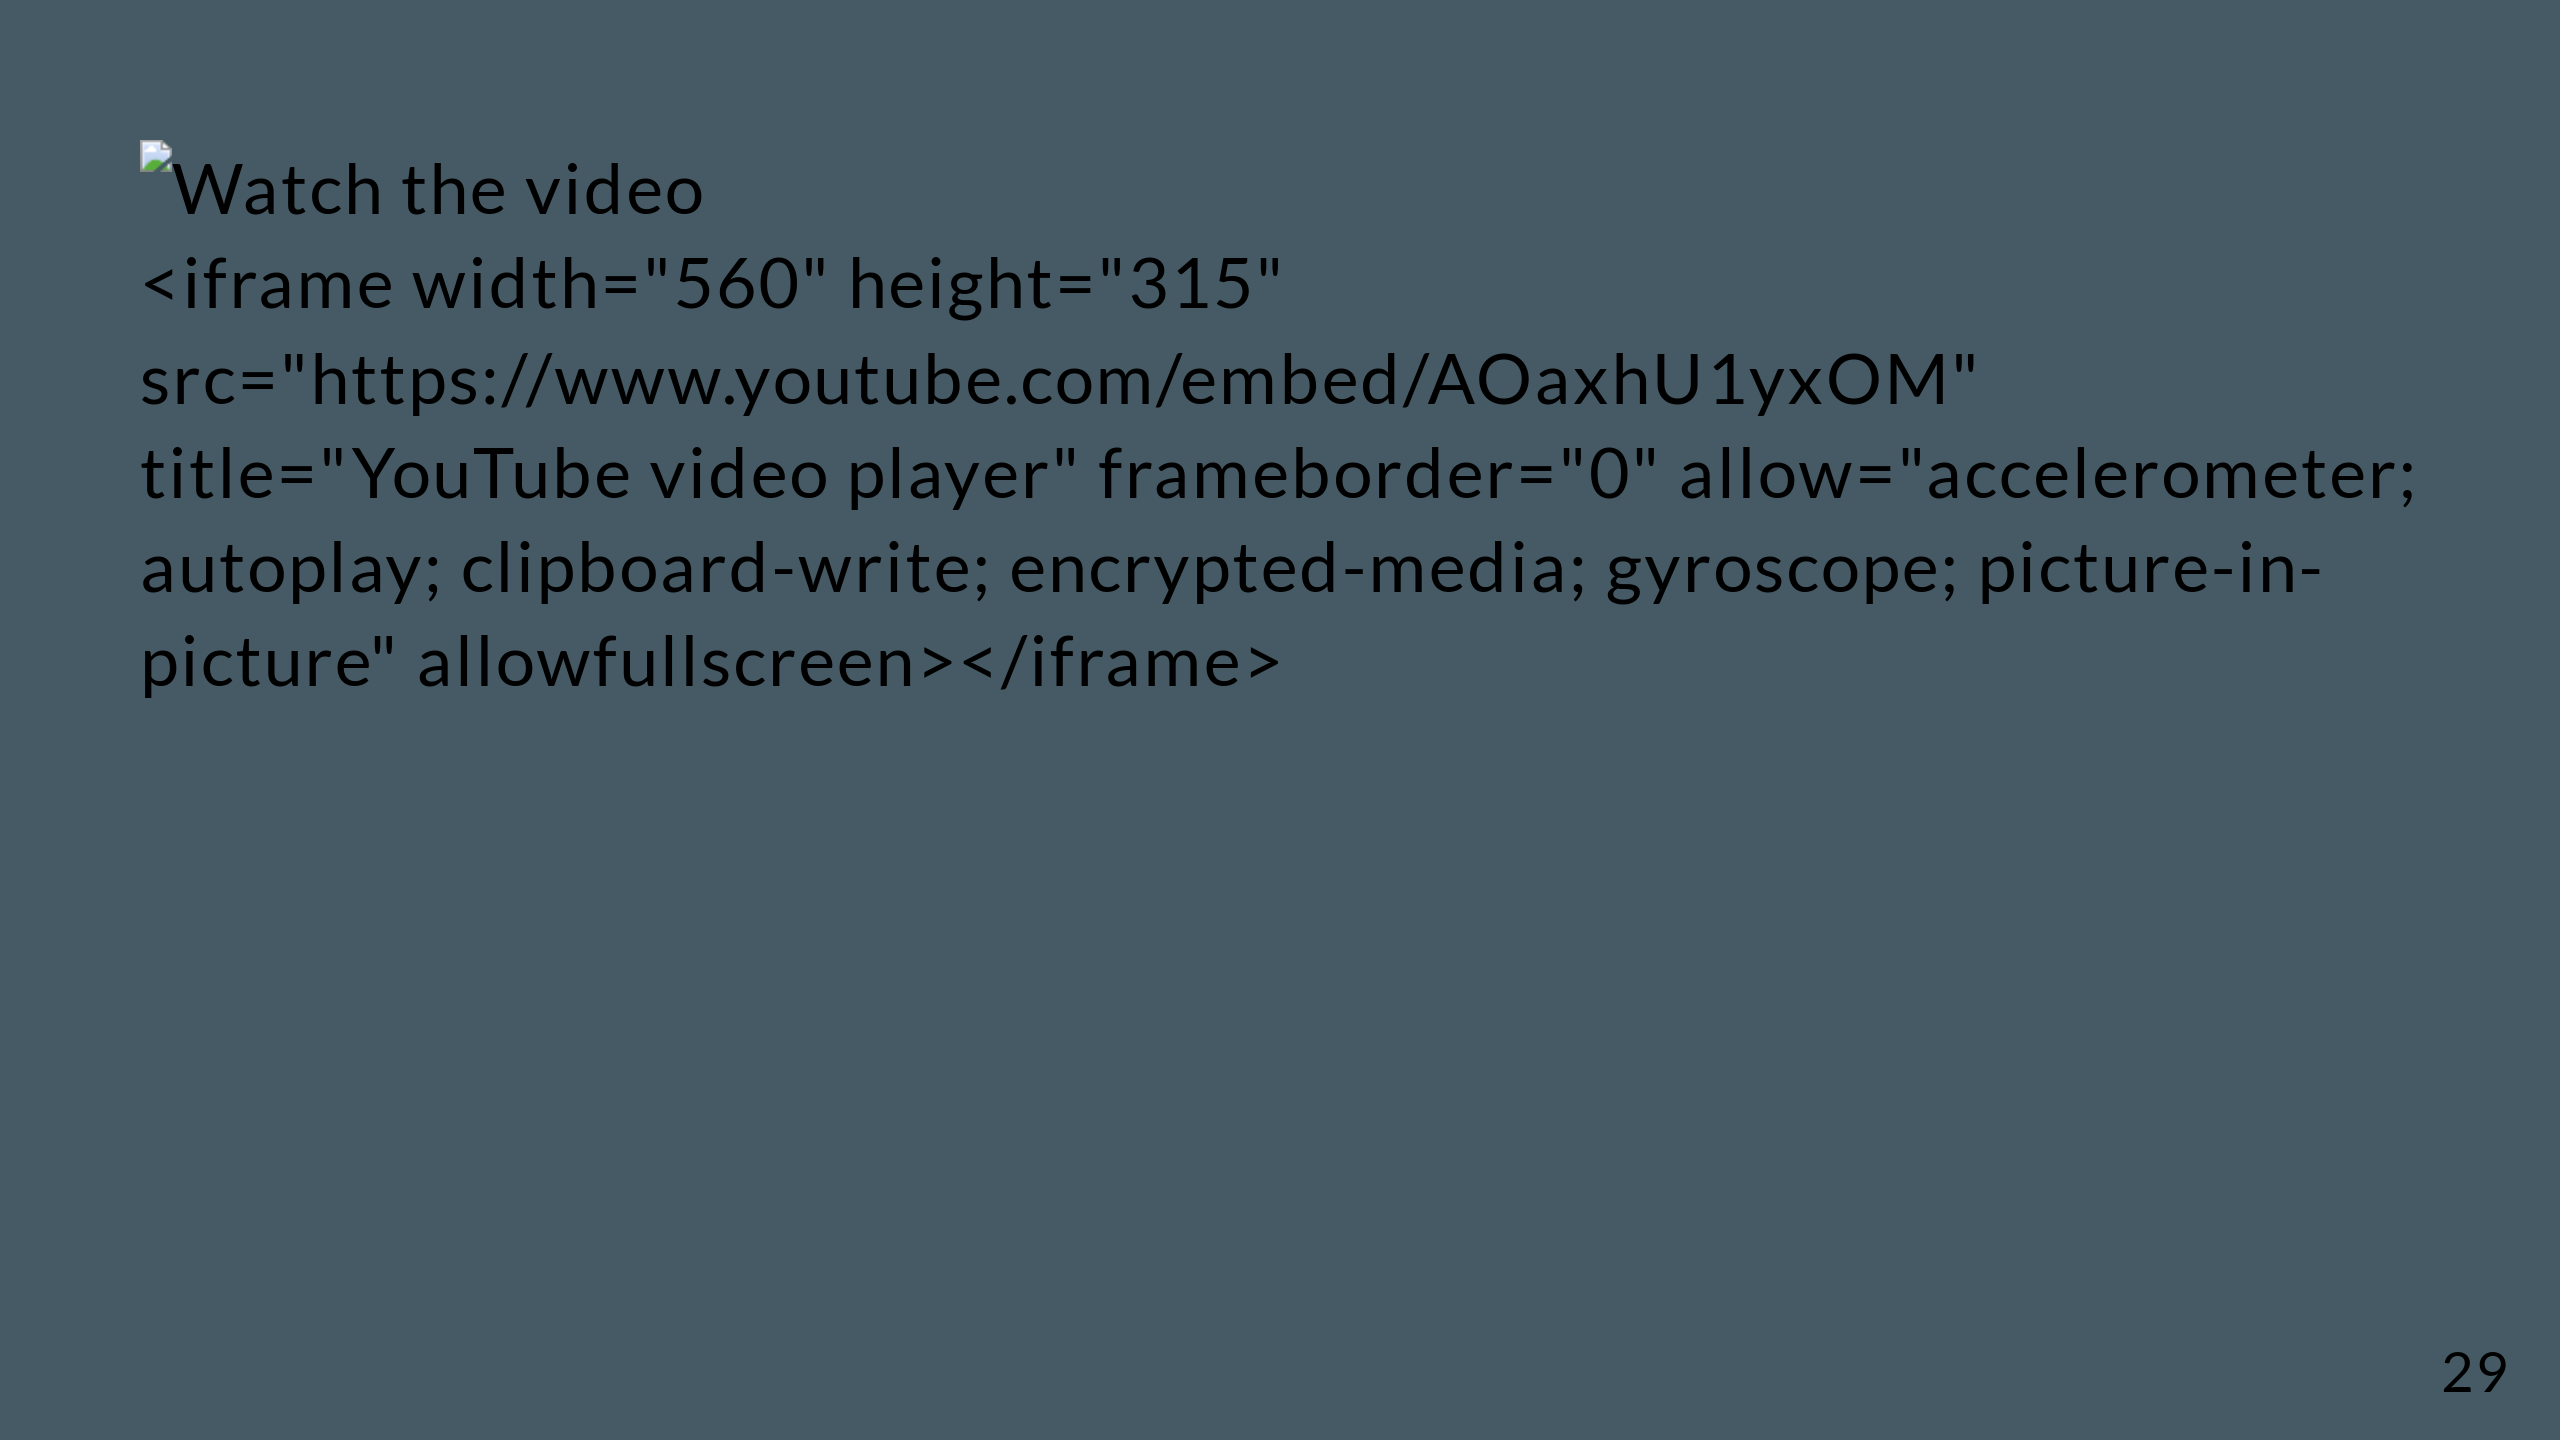 Watch the video
<iframe width="560" height="315"
src="https://www.youtube.com/embed/AOaxhU1yxOM"
title="YouTube video player" frameborder="0" allow="accelerometer;
autoplay; clipboard-write; encrypted-media; gyroscope; picture-in-
picture" allowfullscreen></iframe>
29